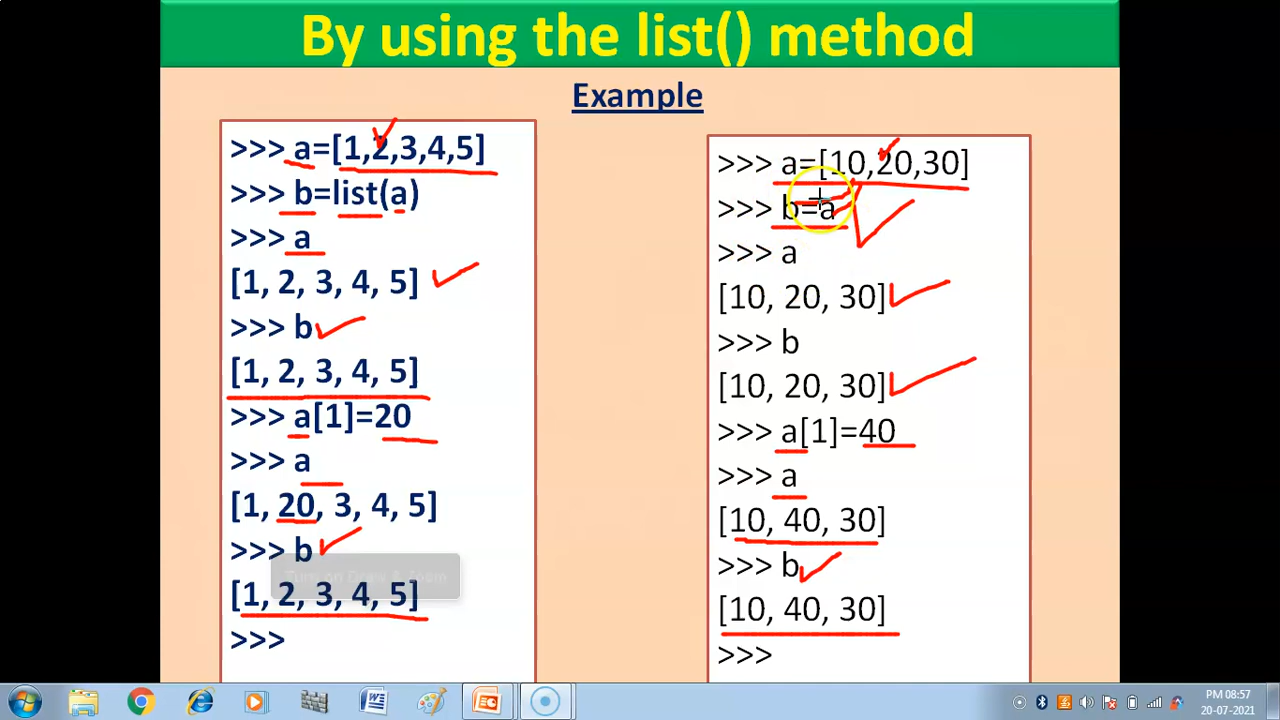 By using the list() method
Example
>>> a=[1,2,3,4,5]
>>> b=list(a)
>>> a
[1, 2, 3, 4, 5]
>>> b
[1, 2, 3, 4, 5]
>>> a[1]=20
>>> a
[1, 20, 3, 4, 5]
>>> b
[1, 2, 3, 4, 5]
>>>
>>> a=[10,20,30]
>>> b=a
>>> a
[10, 20, 30]
>>> b
[10, 20, 30]
>>> a[1]=40
>>> a
[10, 40, 30]
>>> b
[10, 40, 30]
>>>
PM 08:57
20-07-2021